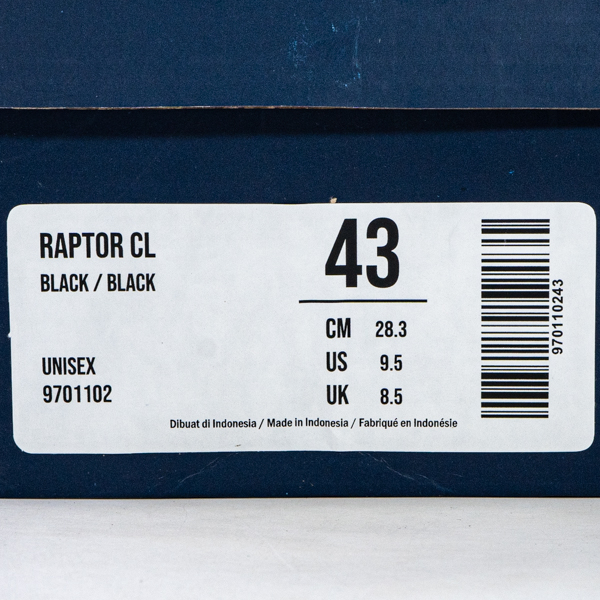 RAPTOR CL
BLACK / BLACK
UNISEX
9701102
43
CM 28.3
US 9.5
UK 8.5
Dibuat di Indonesia / Made in Indonesia / Fabriqué en Indonésie
970110243